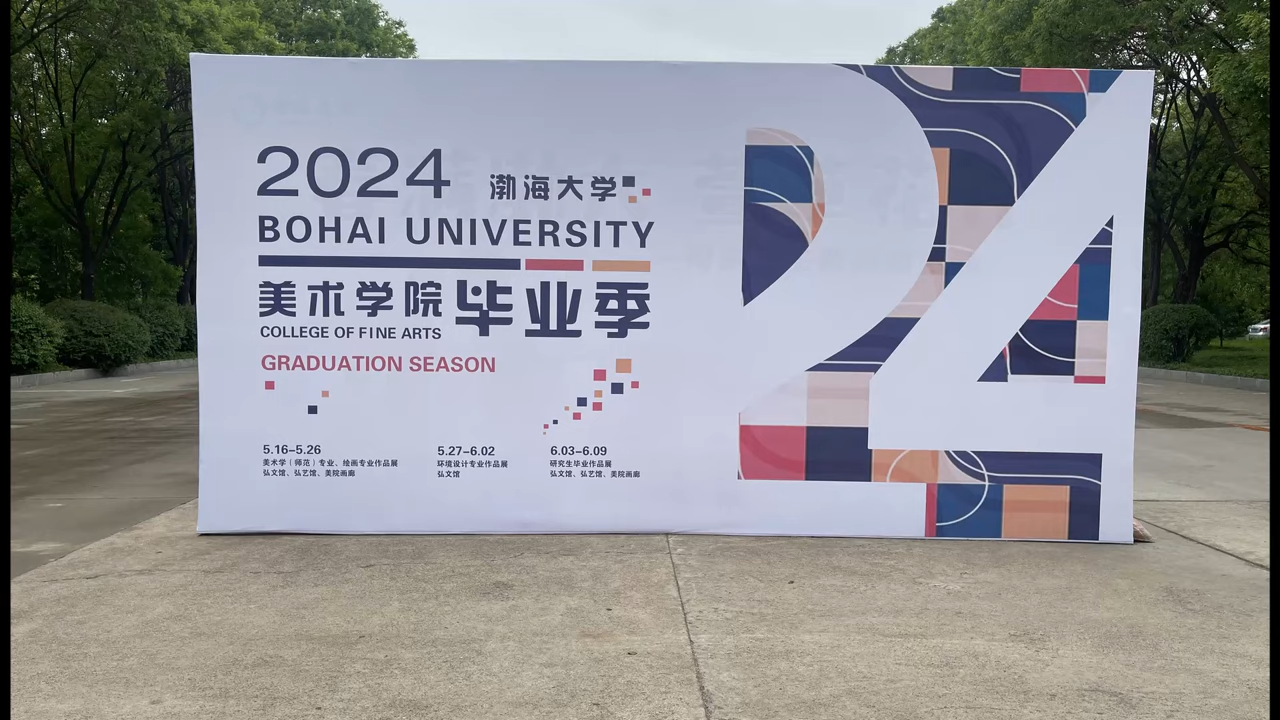 2024 渤海大学
BOHAI UNIVERSITY
美术学院 毕业季
COLLEGE OF FINE ARTS
GRADUATION SEASON
5.16–5.26
美术学(师范)专业、绘画专业作品展
弘文馆、弘艺馆、美院画廊
5.27–6.02
环境设计专业作品展
弘文馆
6.03–6.09
研究生毕业作品展
弘文馆、弘艺馆、美院画廊
24